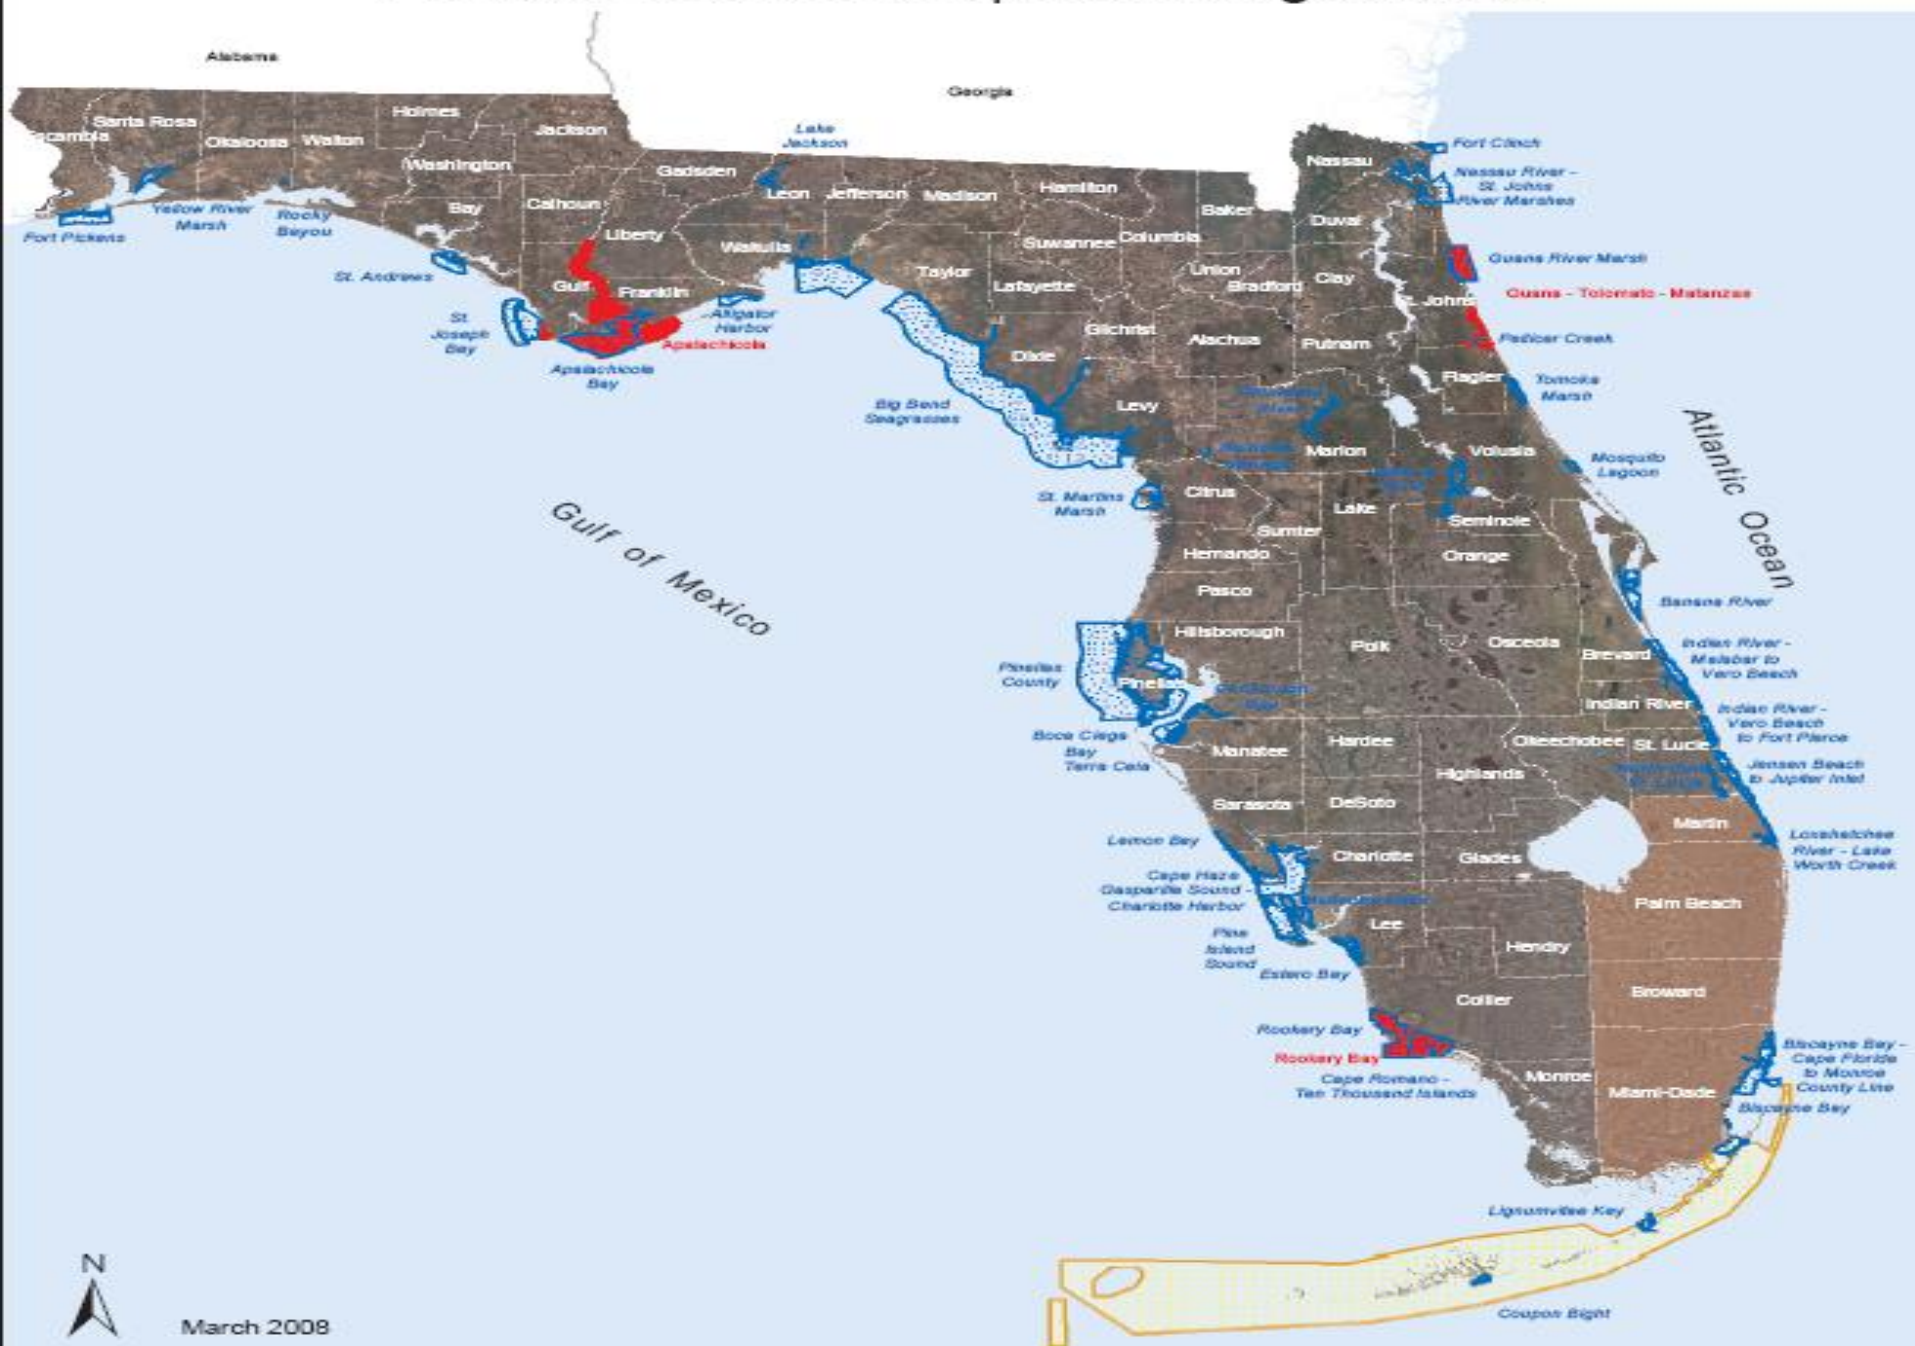 Alabama
Georgia
Santa Rosa
Okaloosa
Walton
Holmes
Jackson
Washington
Bay
Calhoun
Gadsden
Liberty
Gulf
Franklin
Leon
Wakulla
Jefferson
Madison
Taylor
Hamilton
Suwannee
Columbia
Lafayette
Dixie
Gilchrist
Levy
Baker
Union
Bradford
Alachua
Nassau
Duval
Clay
Johns
Putnam
Flagler
Marion
Volusia
Citrus
Lake
Sumter
Seminole
Hernando
Orange
Pasco
Hillsborough
Polk
Osceola
Brevard
Pinellas
Indian River
Manatee
Hardee
Okeechobee
St. Lucie
Highlands
Sarasota
DeSoto
Martin
Charlotte
Glades
Palm Beach
Lee
Hendry
Collier
Broward
Monroe
Miami-Dade
Fort Pickens
Yellow River
Marsh
Rocky
Bayou
St. Andrews
St.
Joseph
Bay
Apalachicola
Bay
Apalachicola
Alligator
Harbor
Lake
Jackson
Big Bend
Seagrasses
St. Martins
Marsh
Pinellas
County
Boca Ciega
Bay
Terra Ceia
Lemon Bay
Cape Haze
Gasparilla Sound -
Charlotte Harbor
Pine
Island
Sound
Estero Bay
Rookery Bay
Rookery Bay
Cape Romano -
Ten Thousand Islands
Fort Clinch
Nassau River -
St. Johns
River Marshes
Guana River Marsh
Guana - Tolomato - Matanzas
Pellicer Creek
Tomoka
Marsh
Mosquito
Lagoon
Banana River
Indian River -
Malabar to
Vero Beach
Indian River -
Vero Beach
to Fort Pierce
Jensen Beach
to Jupiter Inlet
Loxahatchee
River - Lake
Worth Creek
Biscayne Bay -
Cape Florida
to Monroe
County Line
Biscayne Bay
Lignumvitae Key
Coupon Bight
Gulf of Mexico
Atlantic Ocean
N
March 2008